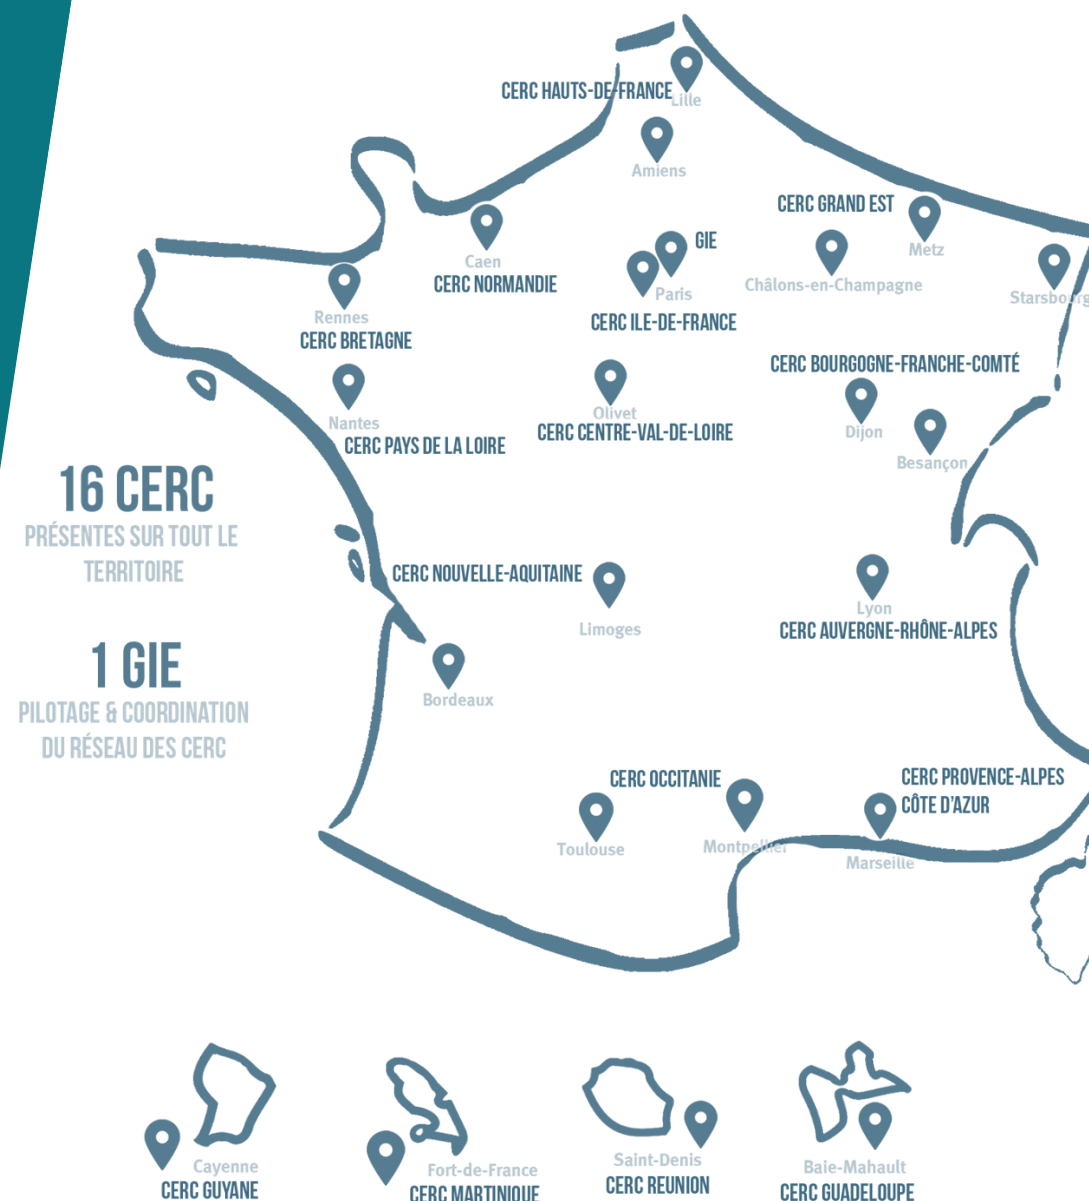 CERC HAUTS-DE-FRANCE
Lille
Amiens
CERC GRAND EST
Metz
Caen
CERC NORMANDIE
GIE
Paris
CERC ILE-DE-FRANCE
Châlons-en-Champagne
Starsbourg
Rennes
CERC BRETAGNE
Nantes
CERC PAYS DE LA LOIRE
Olivet
CERC CENTRE-VAL-DE-LOIRE
CERC BOURGOGNE-FRANCHE-COMTÉ
Dijon
Besançon
16 CERC
PRÉSENTES SUR TOUT LE
TERRITOIRE
1 GIE
PILOTAGE & COORDINATION
DU RÉSEAU DES CERC
CERC NOUVELLE-AQUITAINE
Limoges
Bordeaux
Lyon
CERC AUVERGNE-RHÔNE-ALPES
CERC OCCITANIE
Toulouse
Montpellier
CERC PROVENCE-ALPES
CÔTE D'AZUR
Marseille
Cayenne
CERC GUYANE
Fort-de-France
CERC MARTINIQUE
Saint-Denis
CERC REUNION
Baie-Mahault
CERC GUADELOUPE